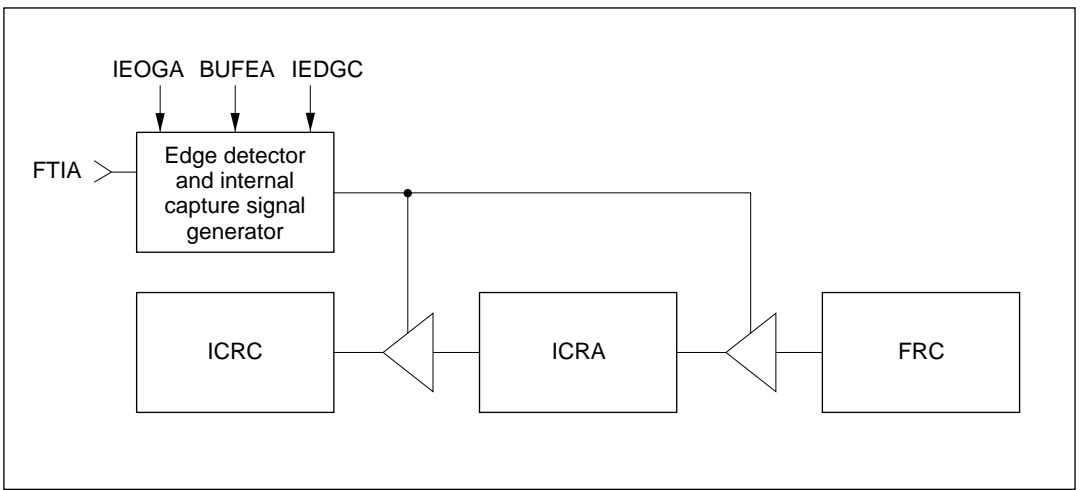 IEOGA BUFEA IEDGC
FTIA
Edge detector
and internal
capture signal
generator
ICRC ICRA FRC